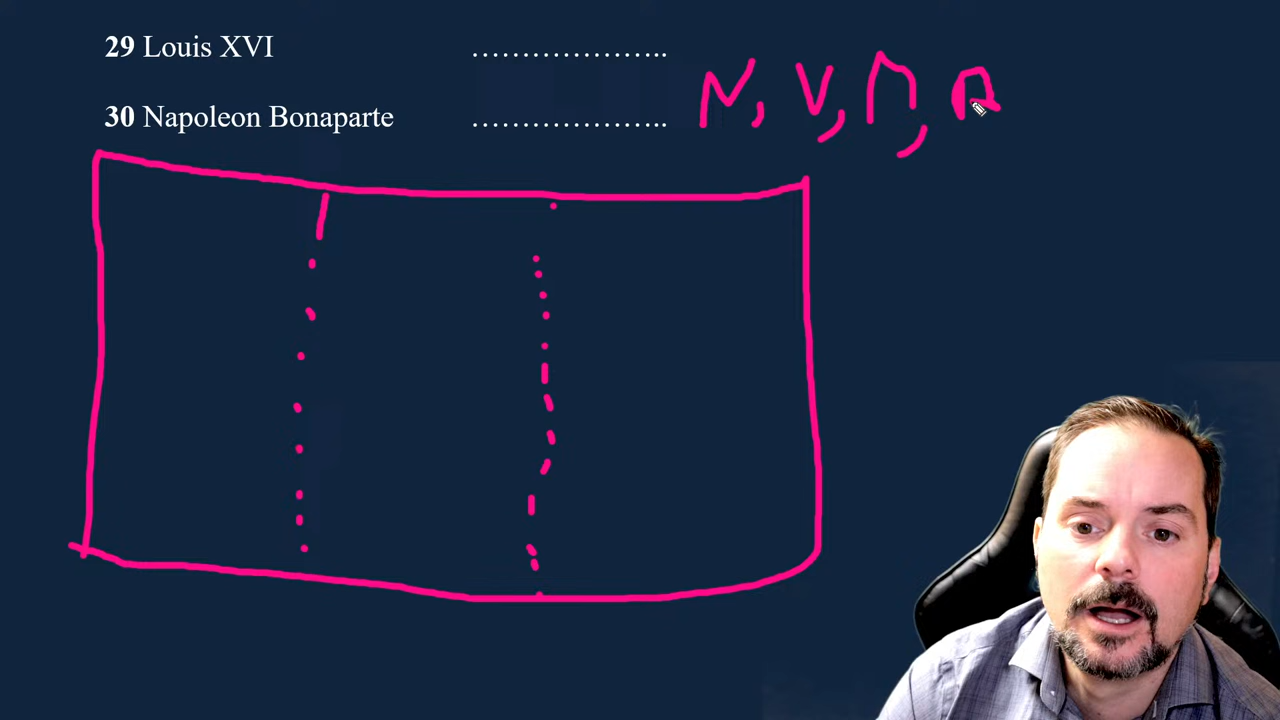 29 Louis XVI ………………..
30 Napoleon Bonaparte ………………..
N, V,